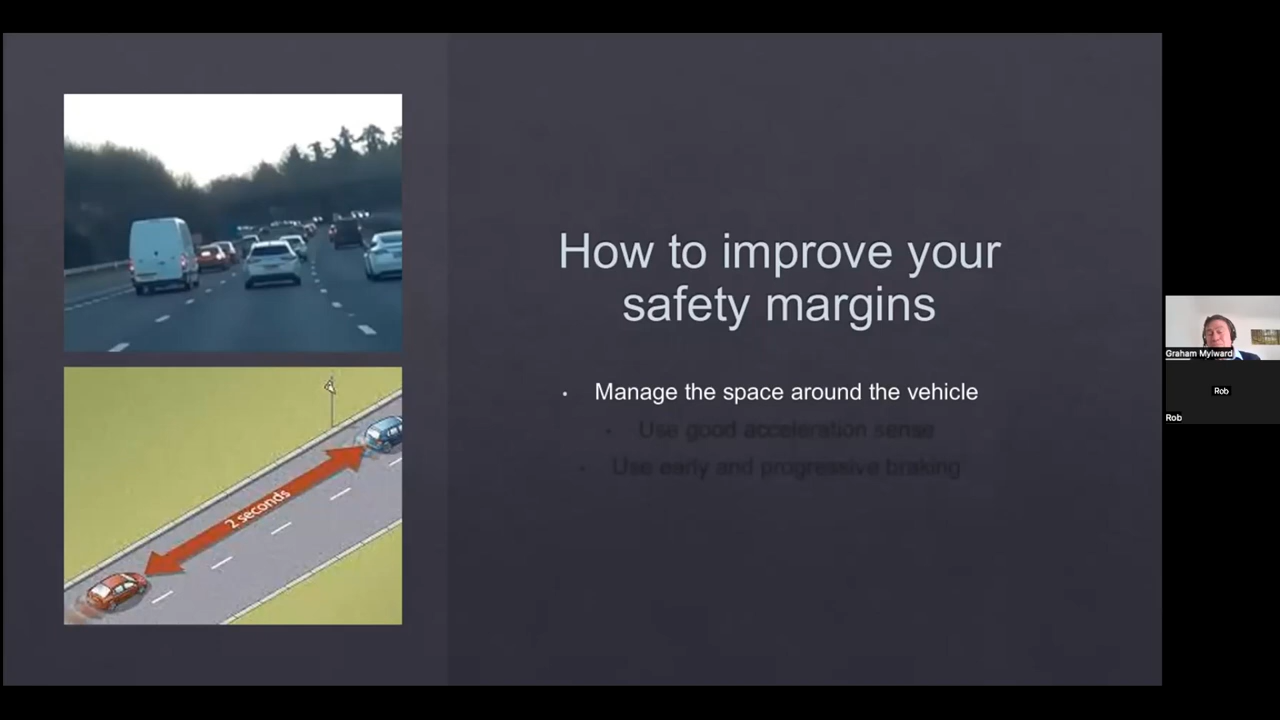 How to improve your
safety margins
• Manage the space around the vehicle
• Use good acceleration sense
• Use early and progressive braking
2 seconds
Graham Mylward
Rob
Rob